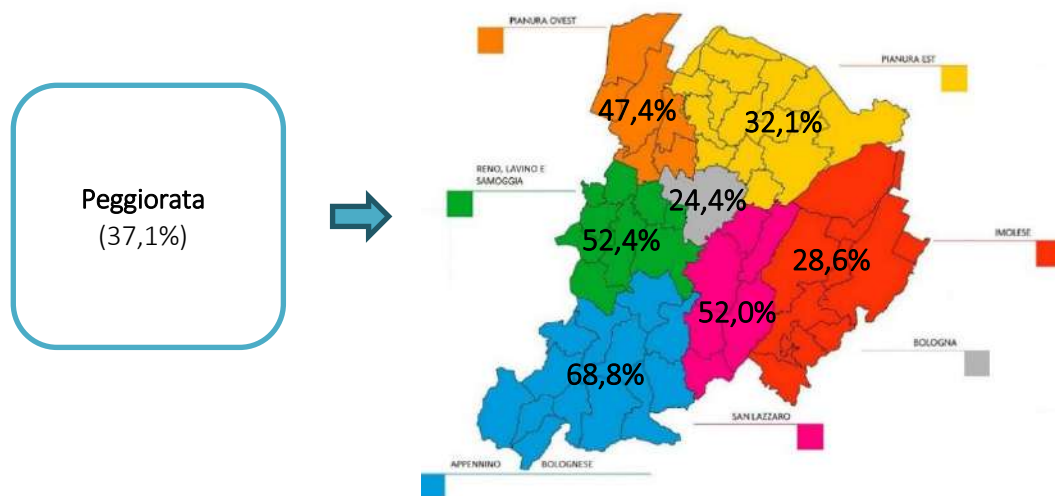 PIANURA OVEST
PIANURA EST
47,4%
32,1%
Peggiorata
(37,1%)
RENO, LAVINO E
SAMOGGIA
24,4%
52,4%
28,6%
IMOLESE
52,0%
BOLOGNA
68,8%
SAN LAZZARO
APPENNINO BOLOGNESE